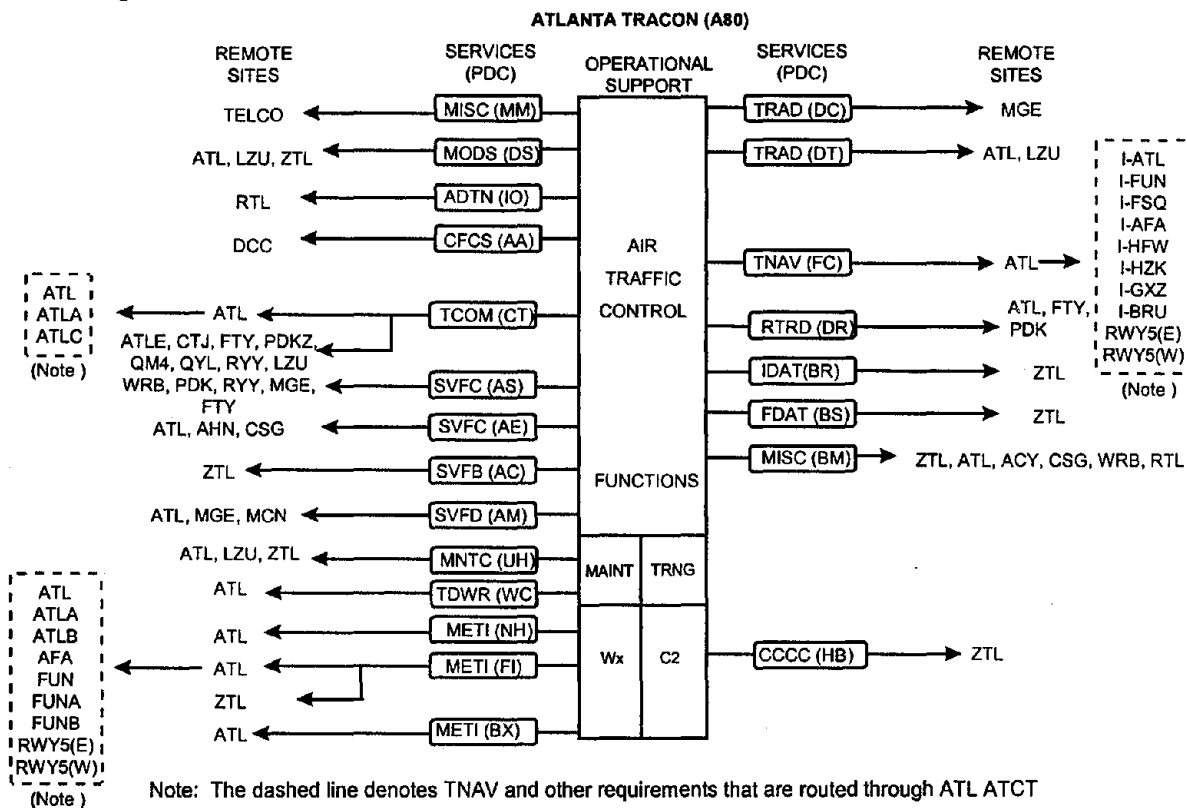 ATLANTA TRACON (A80)
REMOTE SITES
SERVICES (PDC)
OPERATIONAL SUPPORT
SERVICES (PDC)
REMOTE SITES
TELCO
MISC (MM)
ATL, LZU, ZTL
MODS (DS)
RTL
ADTN (IO)
DCC
CFCS (AA)
ATL
ATLA
ATLC
(Note )
ATL
TCOM (CT)
ATLE, CTJ, FTY, PDKZ,
QM4, QYL, RYY, LZU
WRB, PDK, RYY, MGE,
FTY
SVFC (AS)
ATL, AHN, CSG
SVFC (AE)
ZTL
SVFB (AC)
ATL, MGE, MCN
SVFD (AM)
ATL, LZU, ZTL
MNTC (UH)
ATL
TDWR (WC
ATL
METI (NH)
ATL
ATLA
ATLB
AFA
FUN
FUNA
FUNB
RWY5(E)
RWY5(W)
(Note )
ATL
METI (FI)
ZTL
ATL
METI (BX)
AIR
TRAFFIC
CONTROL
FUNCTIONS
MAINT
TRNG
Wx
C2
TRAD (DC)
MGE
TRAD (DT)
ATL, LZU
TNAV (FC)
ATL
I-ATL
I-FUN
I-FSQ
I-AFA
I-HFW
I-HZK
I-GXZ
I-BRU
RWY5(E)
RWY5(W)
(Note )
RTRD (DR)
ATL, FTY,
PDK
IDAT(BR)
ZTL
FDAT (BS)
ZTL
MISC (BM)
ZTL, ATL, ACY, CSG, WRB, RTL
CCCC (HB)
ZTL
Note: The dashed line denotes TNAV and other requirements that are routed through ATL ATCT